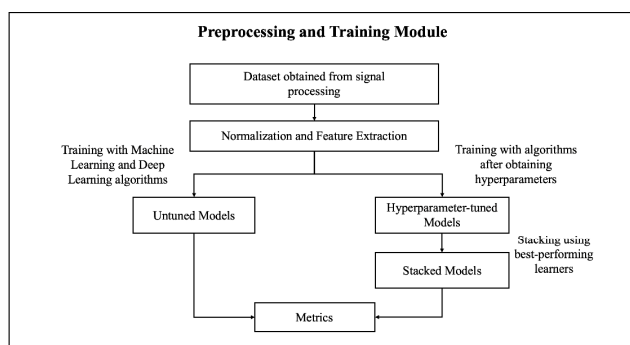 Preprocessing and Training Module
Dataset obtained from signal
processing
Normalization and Feature Extraction
Training with Machine
Learning and Deep
Learning algorithms
Training with algorithms
after obtaining
hyperparameters
Untuned Models
Hyperparameter-tuned
Models
Stacking using
best-performing
learners
Stacked Models
Metrics